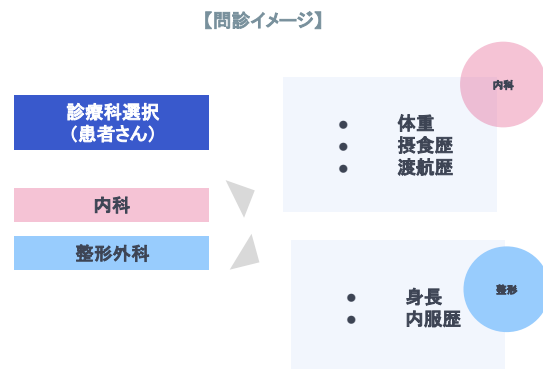 【問診イメージ】
診療科選択
（患者さん）
内科
整形外科
内科
● 体重
● 摂食歴
● 渡航歴
整形
● 身長
● 内服歴